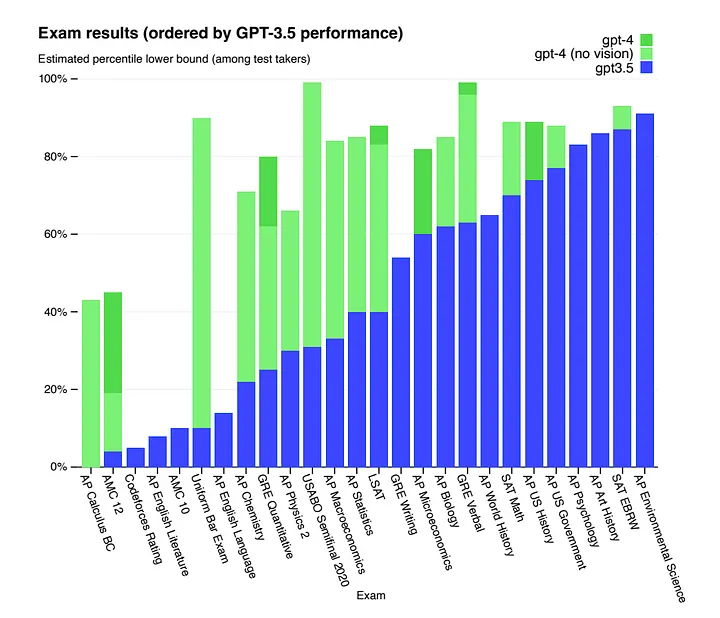 Exam results (ordered by GPT-3.5 performance)
Estimated percentile lower bound (among test takers)
gpt-4
gpt-4 (no vision)
gpt3.5
100%
80%
60%
40%
20%
0%
AP Calculus BC
AMC 12
Codeforces Rating
AP English Literature
AMC 10
Uniform Bar Exam
AP English Language
AP Chemistry
GRE Quantitative
AP Physics 2
USABO Semifinal 2020
AP Macroeconomics
AP Statistics
LSAT
GRE Writing
AP Microeconomics
AP Biology
GRE Verbal
AP World History
SAT Math
AP US History
AP US Government
AP Psychology
AP Art History
SAT EBRW
AP Environmental Science
Exam